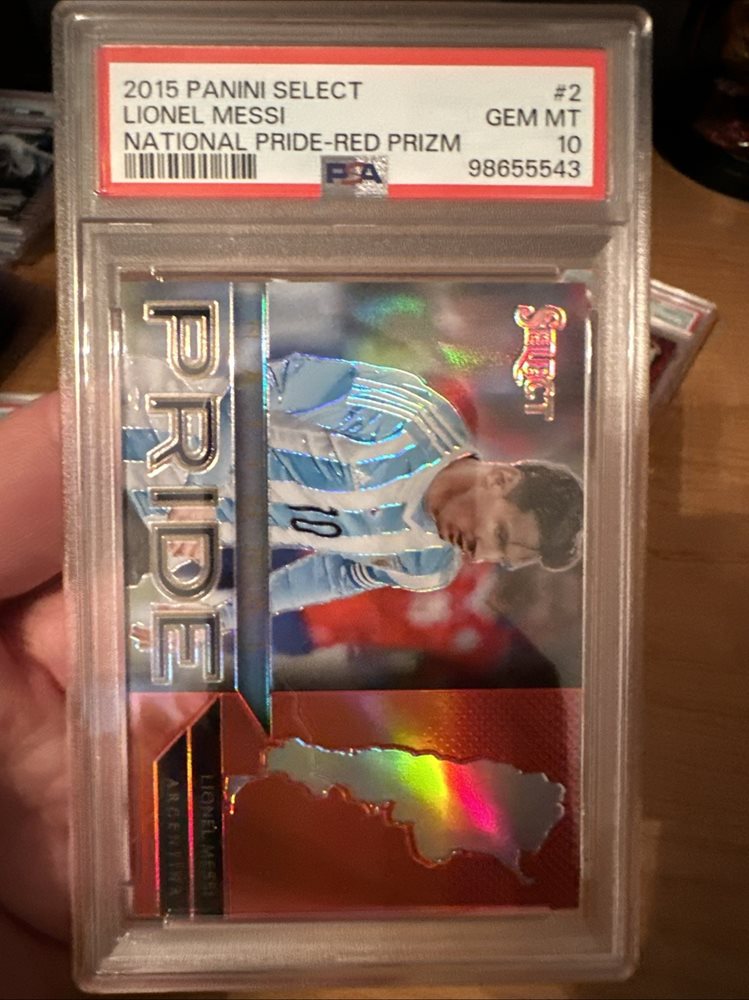 2015 PANINI SELECT #2
LIONEL MESSI GEM MT
NATIONAL PRIDE-RED PRIZM 10
PSA 98655543
SELECT
10
PRIDE
LIONEL MESSI
ARGENTINA